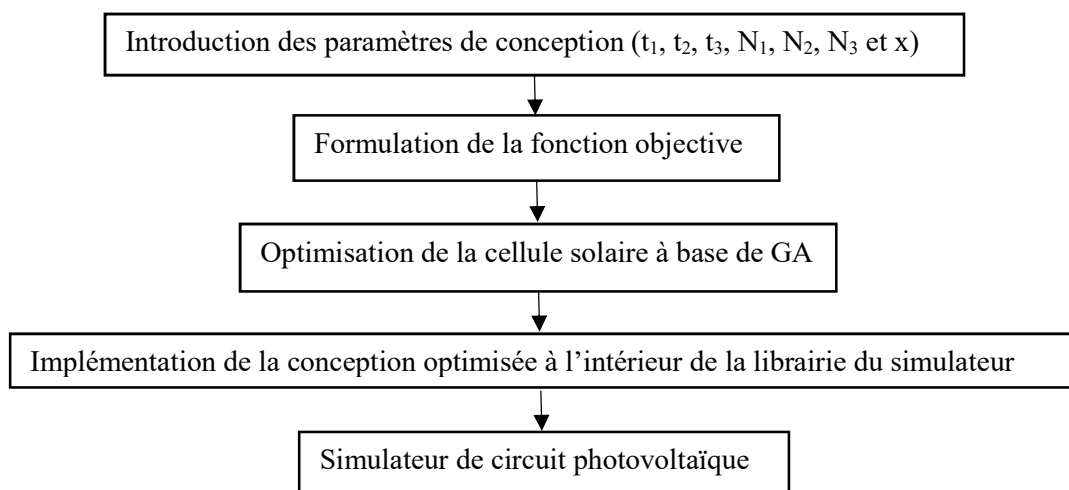 Introduction des paramètres de conception (t₁, t₂, t₃, N₁, N₂, N₃ et x)
Formulation de la fonction objective
Optimisation de la cellule solaire à base de GA
Implémentation de la conception optimisée à l’intérieur de la librairie du simulateur
Simulateur de circuit photovoltaïque